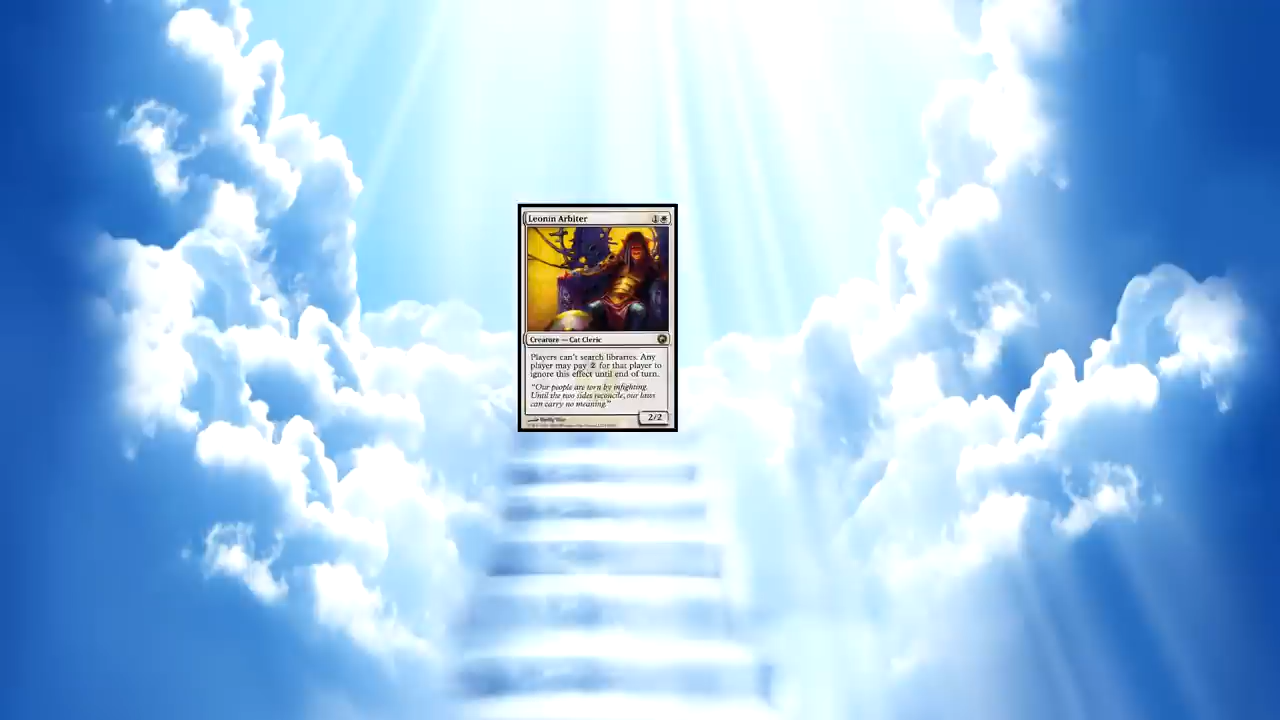 Leonin Arbiter 1
Creature — Cat Cleric
Players can't search libraries. Any
player may pay 2 for that player to
ignore this effect until end of turn.
"Our people are torn by infighting.
Until the two sides reconcile, our laws
can carry no meaning."
2/2